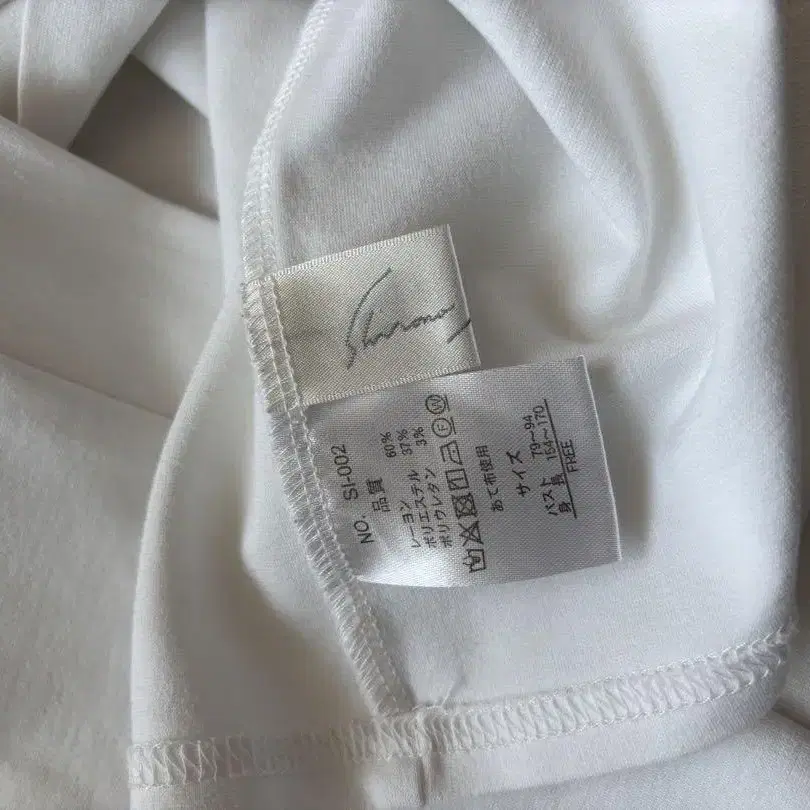 Shirono
NO. SI-002
品質
レーヨン 60%
ポリエステル 37%
ポリウレタン 3%
あて布使用
サイズ
バスト 79〜94
身長 154〜170
FREE